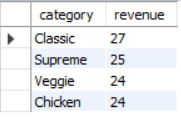 category revenue
Classic 27
Supreme 25
Veggie 24
Chicken 24